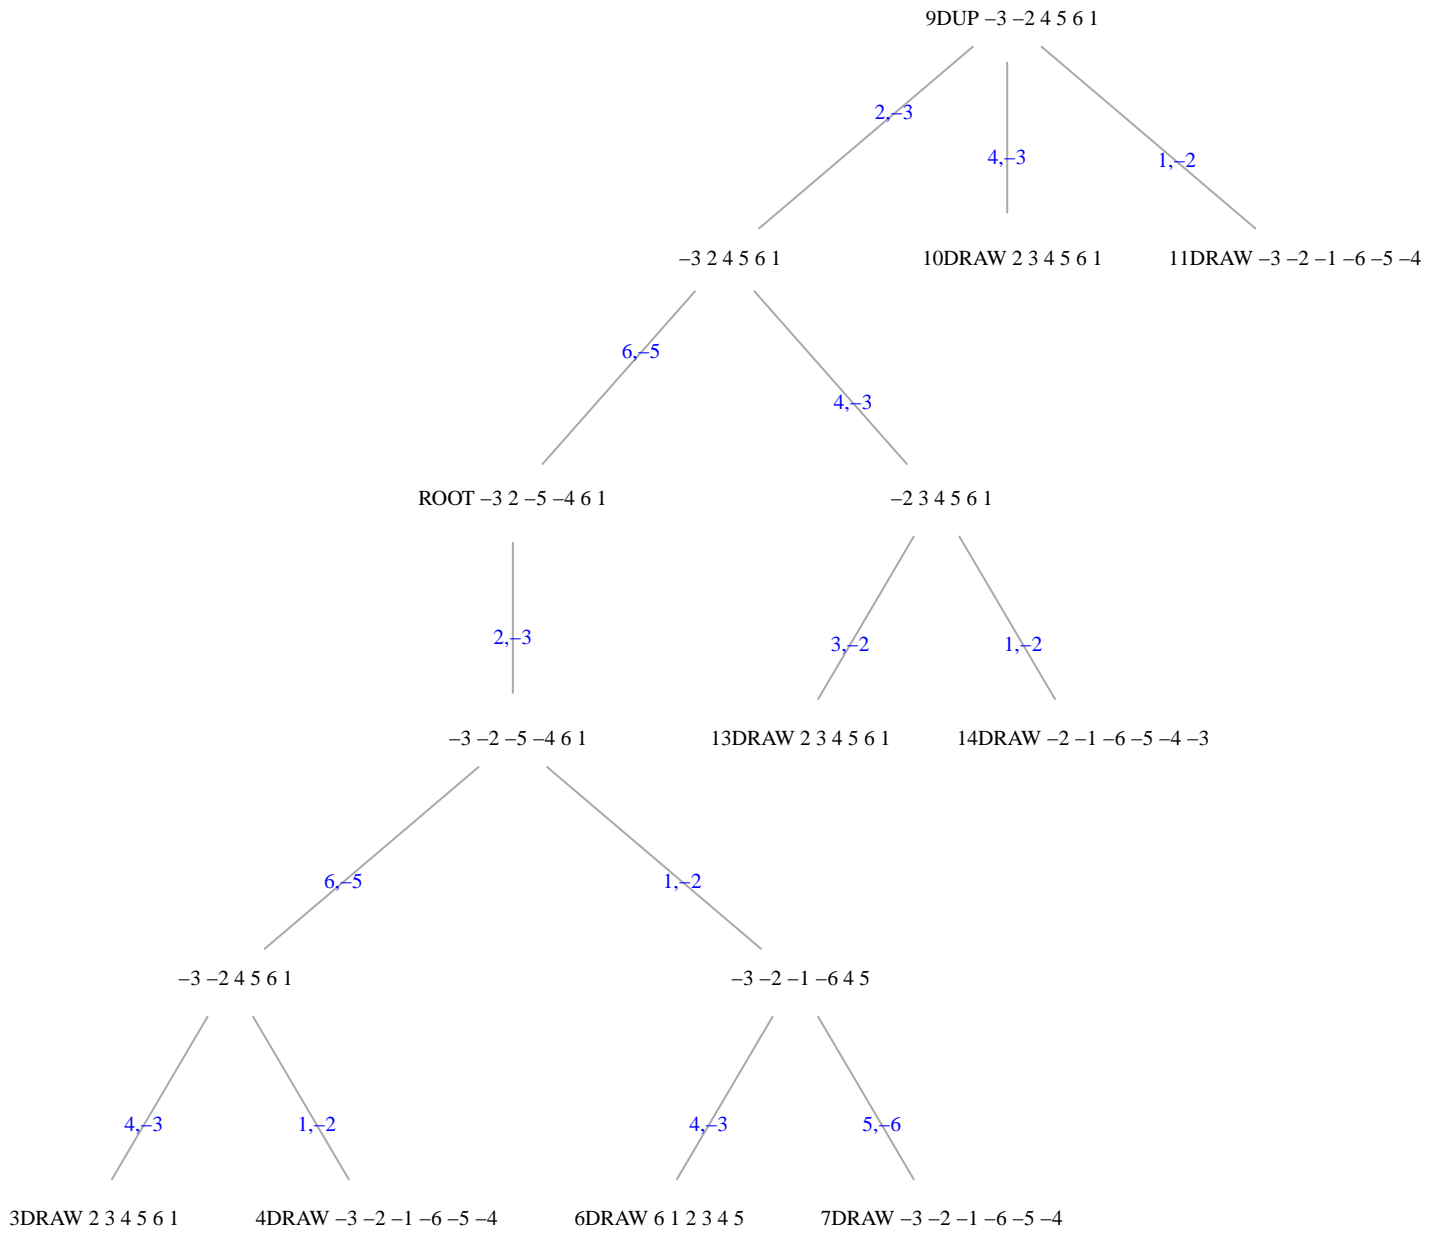 9DUP –3 –2 4 5 6 1
2,–3
4,–3
1,–2
–3 2 4 5 6 1
10DRAW 2 3 4 5 6 1
11DRAW –3 –2 –1 –6 –5 –4
6,–5
4,–3
ROOT –3 2 –5 –4 6 1
–2 3 4 5 6 1
2,–3
3,–2
1,–2
–3 –2 –5 –4 6 1
13DRAW 2 3 4 5 6 1
14DRAW –2 –1 –6 –5 –4 –3
6,–5
1,–2
–3 –2 4 5 6 1
–3 –2 –1 –6 4 5
4,–3
1,–2
4,–3
5,–6
3DRAW 2 3 4 5 6 1
4DRAW –3 –2 –1 –6 –5 –4
6DRAW 6 1 2 3 4 5
7DRAW –3 –2 –1 –6 –5 –4